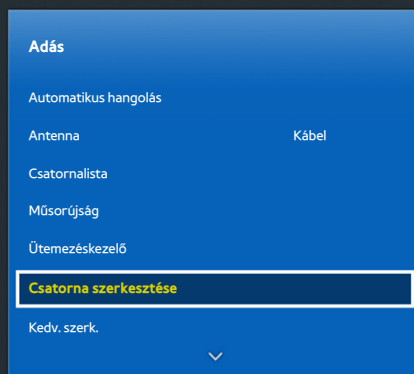 Adás
Automatikus hangolás
Antenna Kábel
Csatornalista
Műsorújság
Ütemezéskezelő
Csatorna szerkesztése
Kedv. szerk.